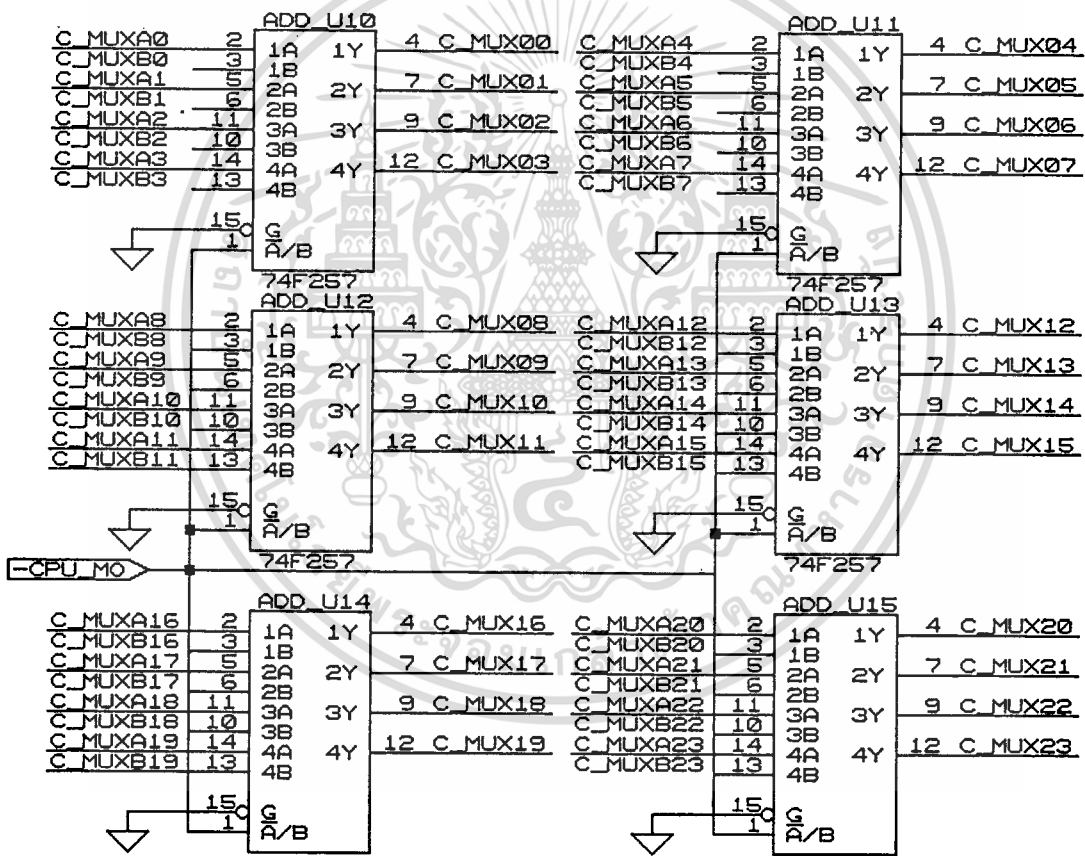 ADD_U10
C_MUXA0 2 1A 1Y 4 C_MUX00
C_MUXB0 3 1B
C_MUXA1 5 2A 2Y 7 C_MUX01
C_MUXB1 6 2B
C_MUXA2 11 3A 3Y 9 C_MUX02
C_MUXB2 10 3B
C_MUXA3 14 4A 4Y 12 C_MUX03
C_MUXB3 13 4B
15 G
1 A/B
74F257
ADD_U11
C_MUXA4 2 1A 1Y 4 C_MUX04
C_MUXB4 3 1B
C_MUXA5 5 2A 2Y 7 C_MUX05
C_MUXB5 6 2B
C_MUXA6 11 3A 3Y 9 C_MUX06
C_MUXB6 10 3B
C_MUXA7 14 4A 4Y 12 C_MUX07
C_MUXB7 13 4B
15 G
1 A/B
74F257
ADD_U12
C_MUXA8 2 1A 1Y 4 C_MUX08
C_MUXB8 3 1B
C_MUXA9 5 2A 2Y 7 C_MUX09
C_MUXB9 6 2B
C_MUXA10 11 3A 3Y 9 C_MUX10
C_MUXB10 10 3B
C_MUXA11 14 4A 4Y 12 C_MUX11
C_MUXB11 13 4B
15 G
1 A/B
74F257
ADD_U13
C_MUXA12 2 1A 1Y 4 C_MUX12
C_MUXB12 3 1B
C_MUXA13 5 2A 2Y 7 C_MUX13
C_MUXB13 6 2B
C_MUXA14 11 3A 3Y 9 C_MUX14
C_MUXB14 10 3B
C_MUXA15 14 4A 4Y 12 C_MUX15
C_MUXB15 13 4B
15 G
1 A/B
74F257
-CPU_MO
ADD_U14
C_MUXA16 2 1A 1Y 4 C_MUX16
C_MUXB16 3 1B
C_MUXA17 5 2A 2Y 7 C_MUX17
C_MUXB17 6 2B
C_MUXA18 11 3A 3Y 9 C_MUX18
C_MUXB18 10 3B
C_MUXA19 14 4A 4Y 12 C_MUX19
C_MUXB19 13 4B
15 G
1 A/B
ADD_U15
C_MUXA20 2 1A 1Y 4 C_MUX20
C_MUXB20 3 1B
C_MUXA21 5 2A 2Y 7 C_MUX21
C_MUXB21 6 2B
C_MUXA22 11 3A 3Y 9 C_MUX22
C_MUXB22 10 3B
C_MUXA23 14 4A 4Y 12 C_MUX23
C_MUXB23 13 4B
15 G
1 A/B